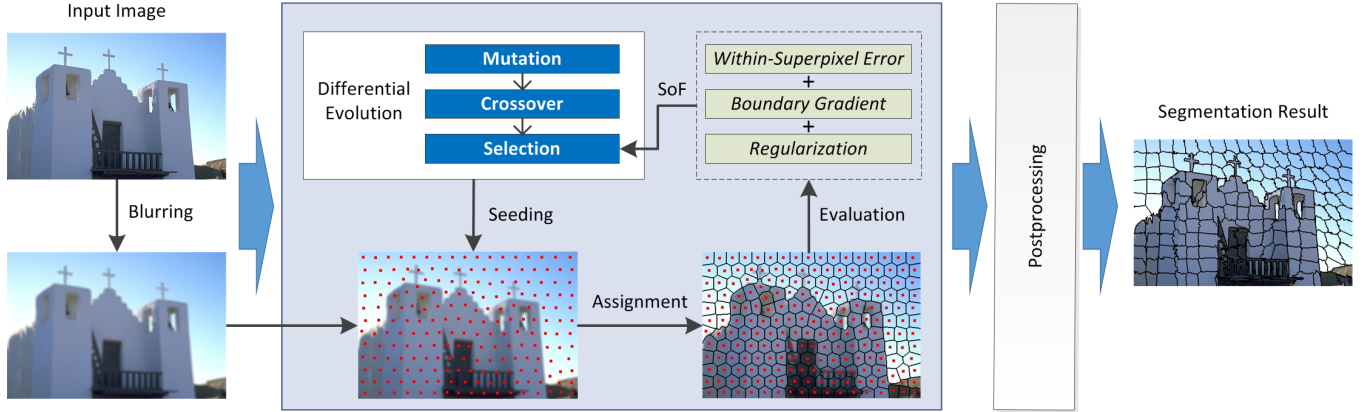 Input Image
Blurring
Differential
Evolution
Mutation
Crossover
Selection
SoF
Within-Superpixel Error
+
Boundary Gradient
+
Regularization
Seeding
Assignment
Evaluation
Postprocessing
Segmentation Result